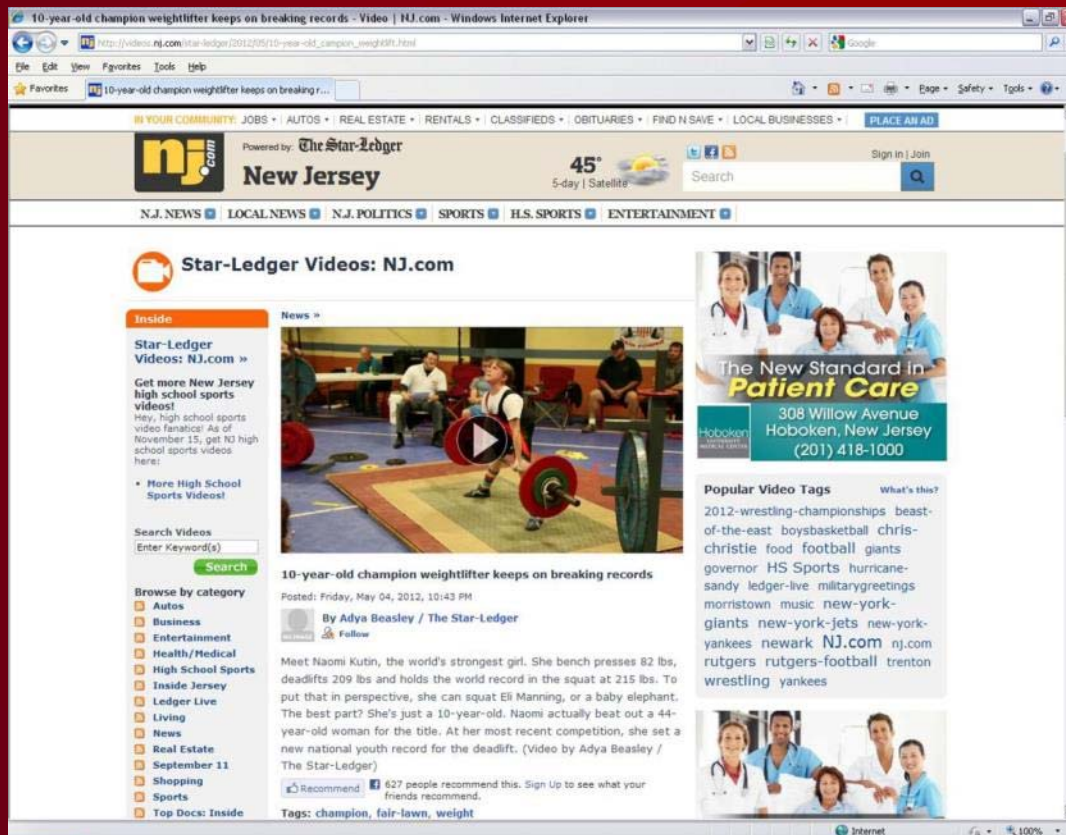 10-year-old champion weightlifter keeps on breaking records - Video | NJ.com - Windows Internet Explorer
http://videos.nj.com/star-ledger/2012/05/10-year-old_campion_weightlift.html
Google
File Edit View Favorites Tools Help
Favorites
10-year-old champion weightlifter keeps on breaking r...
Page Safety Tools
IN YOUR COMMUNITY: JOBS | AUTOS | REAL ESTATE | RENTALS | CLASSIFIEDS | OBITUARIES | FIND N SAVE | LOCAL BUSINESSES |
PLACE AN AD
nj.com
Powered by: The Star-Ledger
New Jersey
45°
5-day | Satellite
Sign in | Join
Search
N.J. NEWS LOCAL NEWS N.J. POLITICS SPORTS H.S. SPORTS ENTERTAINMENT
Star-Ledger Videos: NJ.com
Inside
Star-Ledger
Videos: NJ.com »
Get more New Jersey
high school sports
videos!
Hey, high school sports
video fanatics! As of
November 15, get NJ high
school sports videos
here:
• More High School
Sports Videos!
Search Videos
Enter Keyword(s)
Search
Browse by category
Autos
Business
Entertainment
Health/Medical
High School Sports
Inside Jersey
Ledger Live
Living
News
Real Estate
September 11
Shopping
Sports
Top Docs: Inside
News »
10-year-old champion weightlifter keeps on breaking records
Posted: Friday, May 04, 2012, 10:43 PM
By Adya Beasley / The Star-Ledger
Follow
Meet Naomi Kutin, the world's strongest girl. She bench presses 82 lbs,
deadlifts 209 lbs and holds the world record in the squat at 215 lbs. To
put that in perspective, she can squat Eli Manning, or a baby elephant.
The best part? She's just a 10-year-old. Naomi actually beat out a 44-
year-old woman for the title. At her most recent competition, she set a
new national youth record for the deadlift. (Video by Adya Beasley /
The Star-Ledger)
Recommend 627 people recommend this. Sign Up to see what your
friends recommend.
Tags: champion, fair-lawn, weight
The New Standard in
Patient Care
Hoboken
UNIVERSITY
MEDICAL CENTER
308 Willow Avenue
Hoboken, New Jersey
(201) 418-1000
Popular Video Tags What's this?
2012-wrestling-championships beast-
of-the-east boysbasketball chris-
christie food football giants
governor HS Sports hurricane-
sandy ledger-live militarygreetings
morristown music new-york-
giants new-york-jets new-york-
yankees newark NJ.com nj.com
rutgers rutgers-football trenton
wrestling yankees
Internet
100%